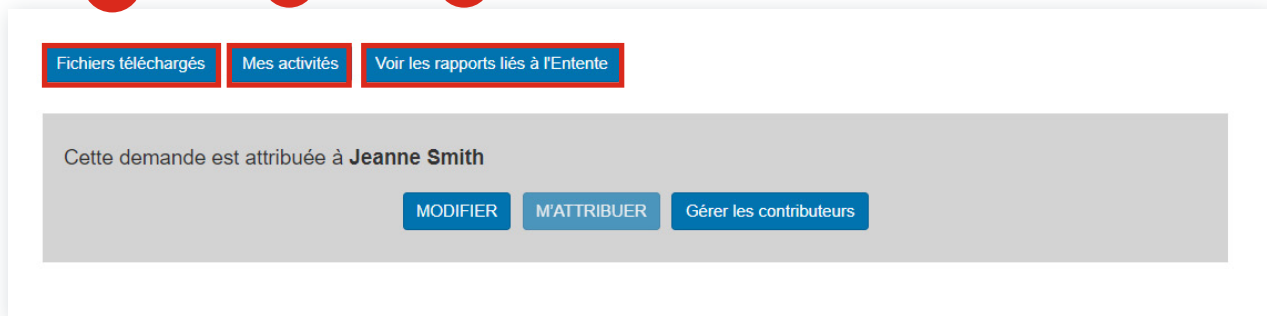 Fichiers téléchargés Mes activités Voir les rapports liés à l'Entente
Cette demande est attribuée à Jeanne Smith
MODIFIER M'ATTRIBUER Gérer les contributeurs